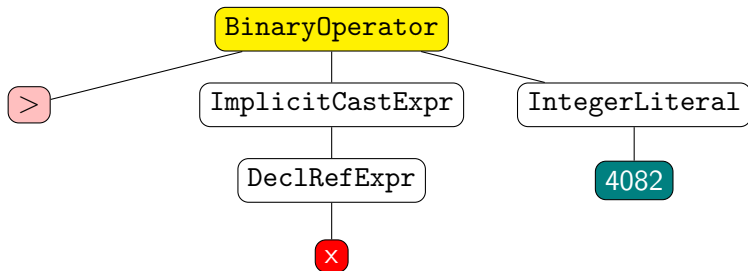 BinaryOperator
>
ImplicitCastExpr
IntegerLiteral
DeclRefExpr
4082
x